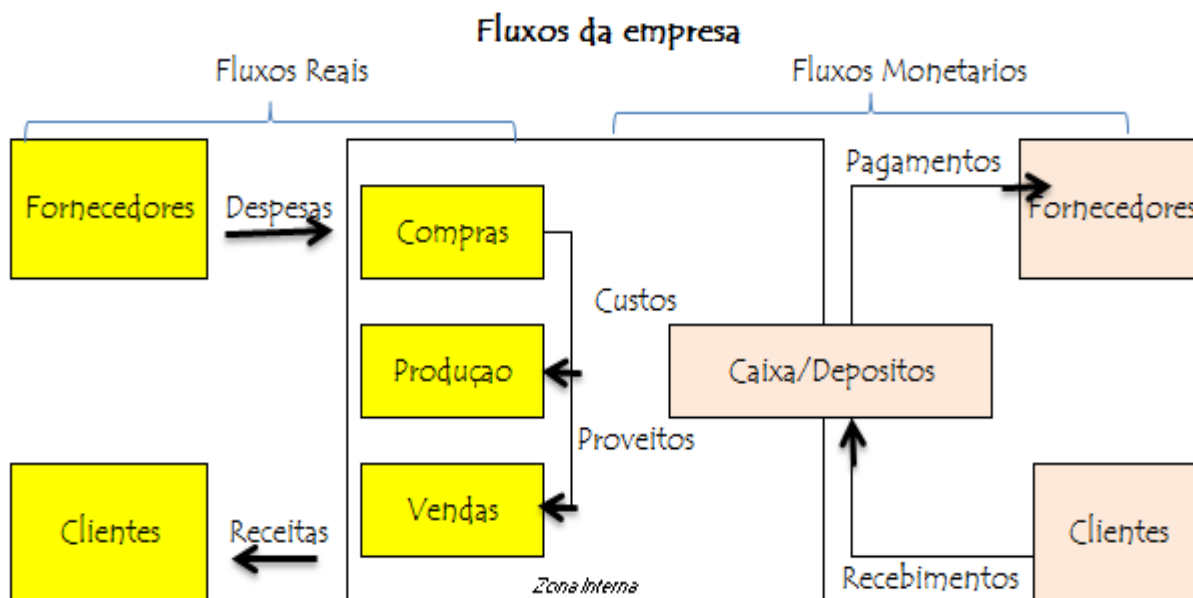 Fluxos da empresa
Fluxos Reais
Fluxos Monetarios
Fornecedores
Despesas
Compras
Pagamentos
Fornecedores
Custos
Produçao
Caixa/Depositos
Proveitos
Clientes
Receitas
Vendas
Clientes
Recebimentos
Zona Interna